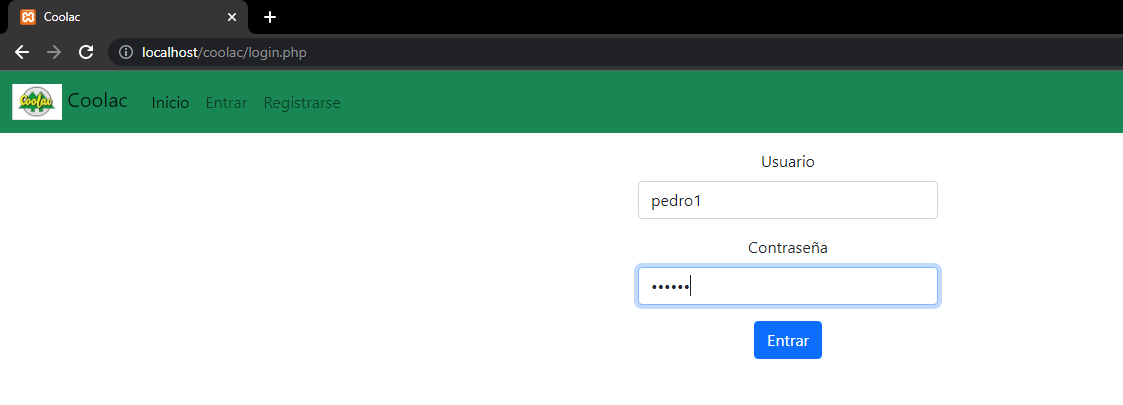 Coolac
localhost/coolac/login.php
Coolac Coolac Inicio Entrar Registrarse
Usuario
pedro1
Contraseña
••••••
Entrar